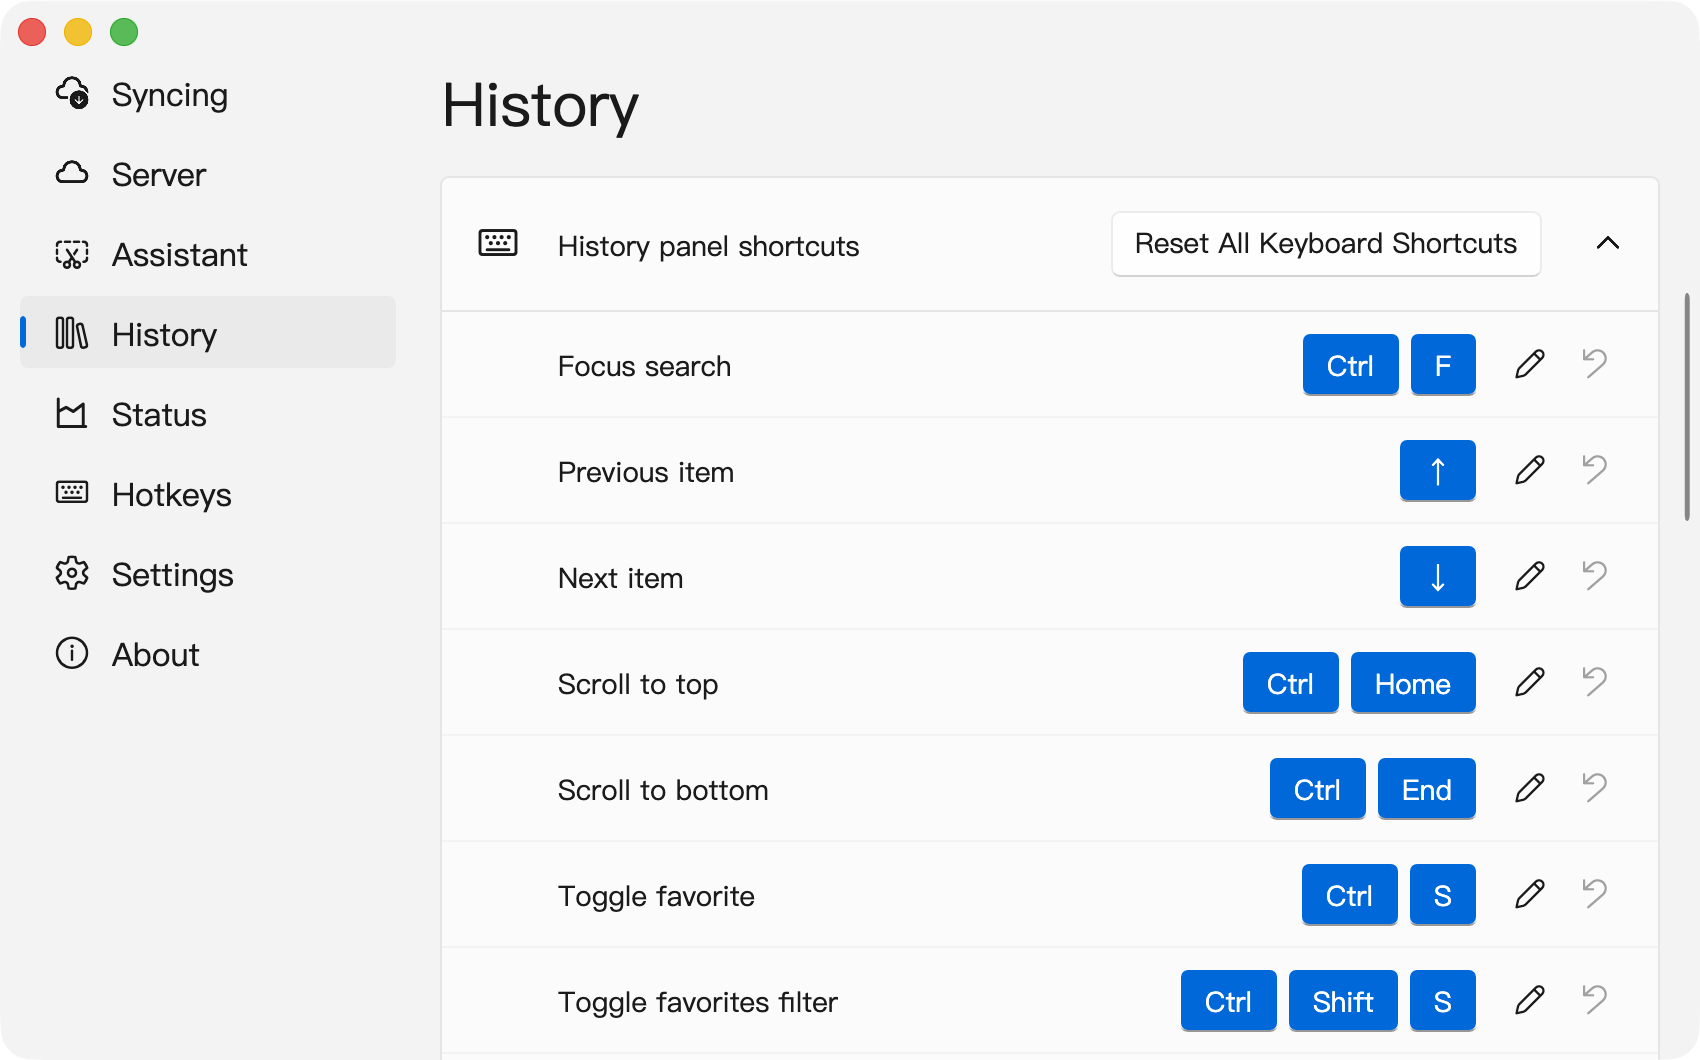 Syncing
Server
Assistant
History
Status
Hotkeys
Settings
About
History
History panel shortcuts
Reset All Keyboard Shortcuts
Focus search Ctrl F
Previous item ↑
Next item ↓
Scroll to top Ctrl Home
Scroll to bottom Ctrl End
Toggle favorite Ctrl S
Toggle favorites filter Ctrl Shift S